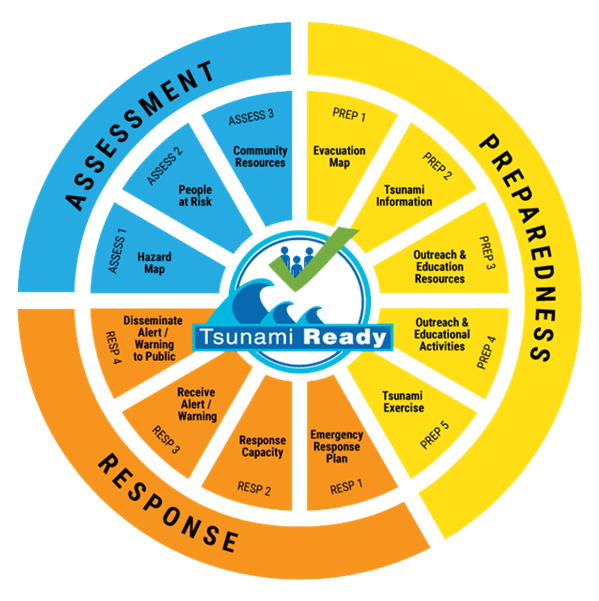 ASSESSMENT
ASSESS 1
Hazard
Map
ASSESS 2
People
at Risk
ASSESS 3
Community
Resources
PREPAREDNESS
PREP 1
Evacuation
Map
PREP 2
Tsunami
Information
PREP 3
Outreach &
Education
Resources
PREP 4
Outreach &
Educational
Activities
PREP 5
Tsunami
Exercise
RESPONSE
RESP 1
Emergency
Response
Plan
RESP 2
Response
Capacity
RESP 3
Receive
Alert /
Warning
RESP 4
Disseminate
Alert /
Warning
to Public
Tsunami Ready